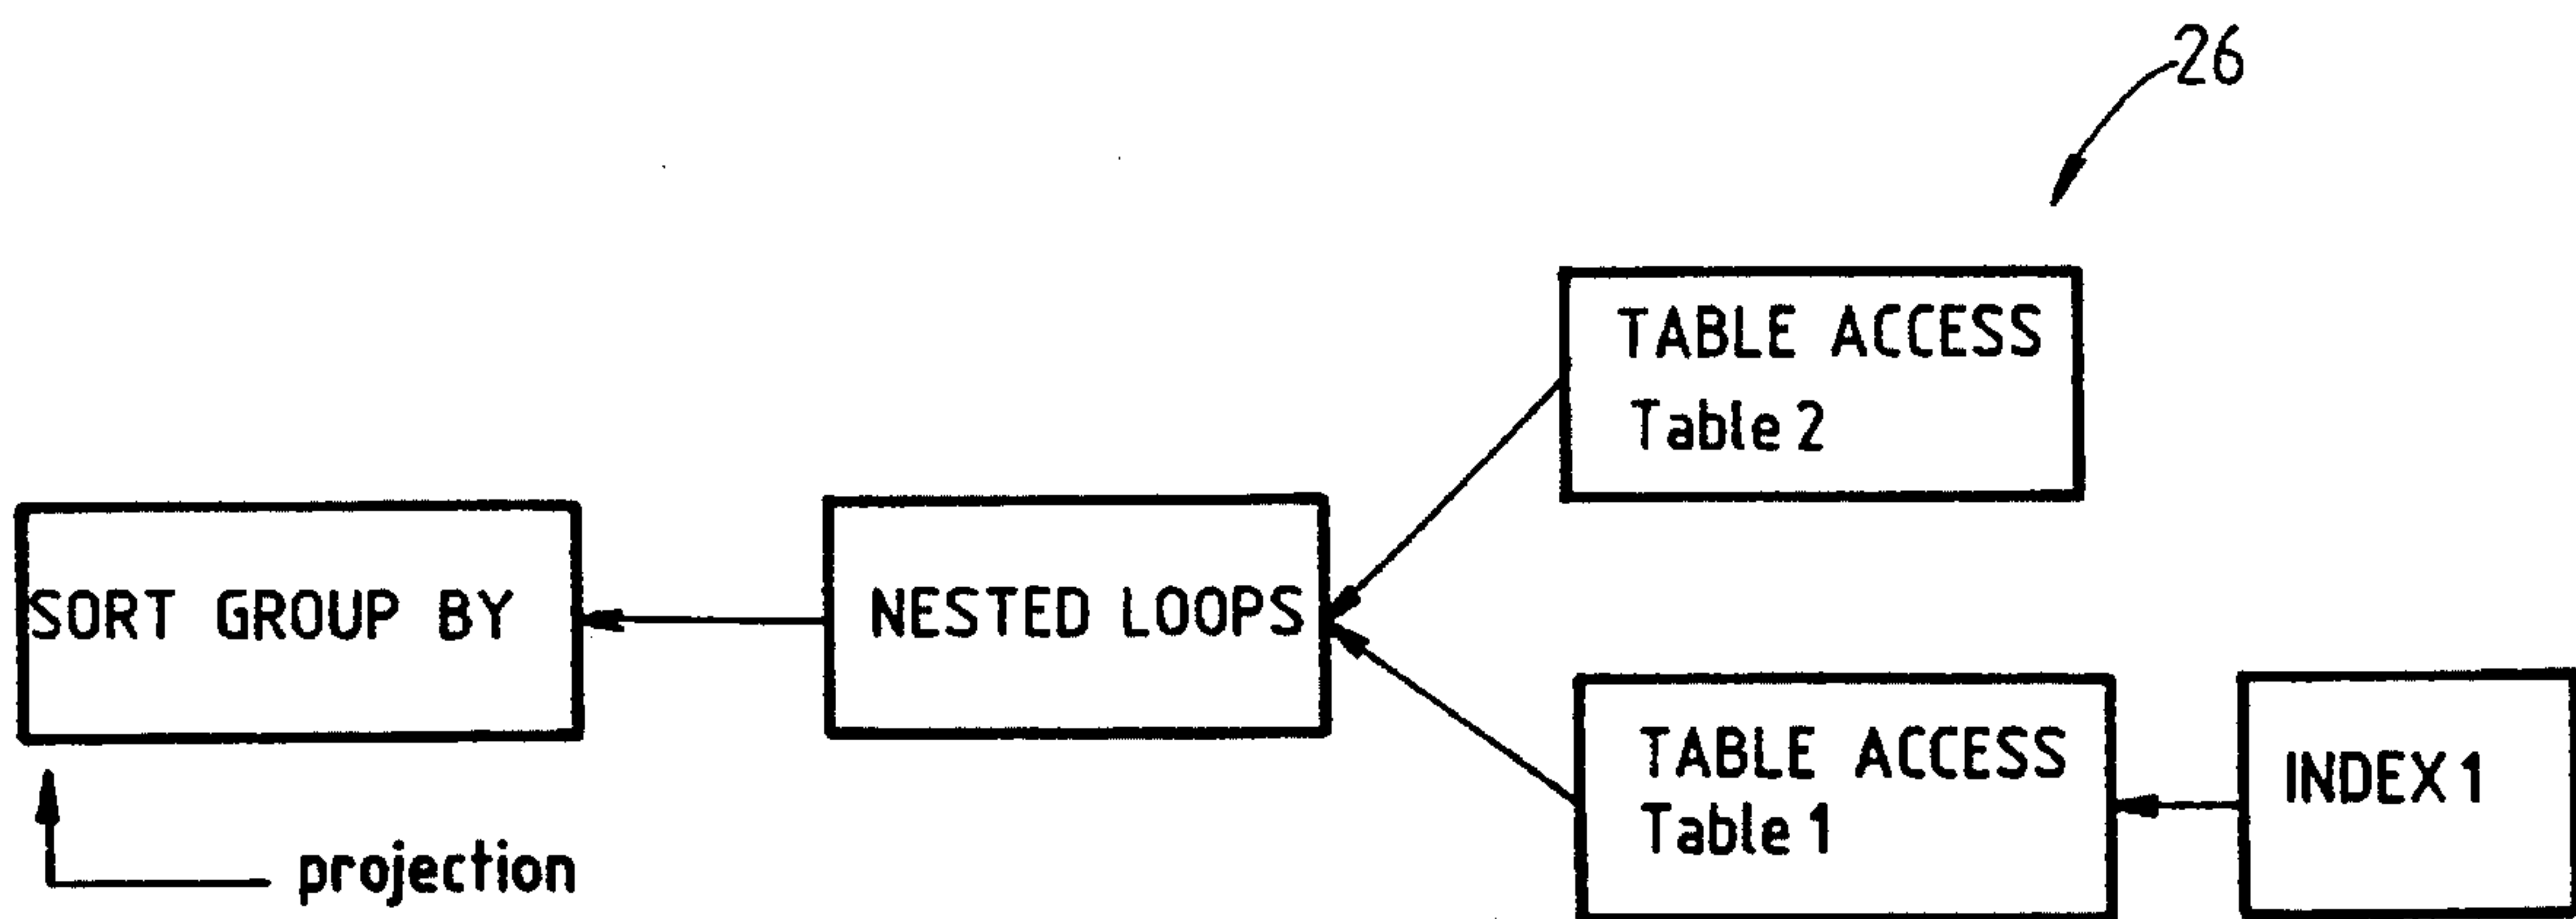 26
TABLE ACCESS
Table 2
SORT GROUP BY
NESTED LOOPS
TABLE ACCESS
Table 1
INDEX 1
projection